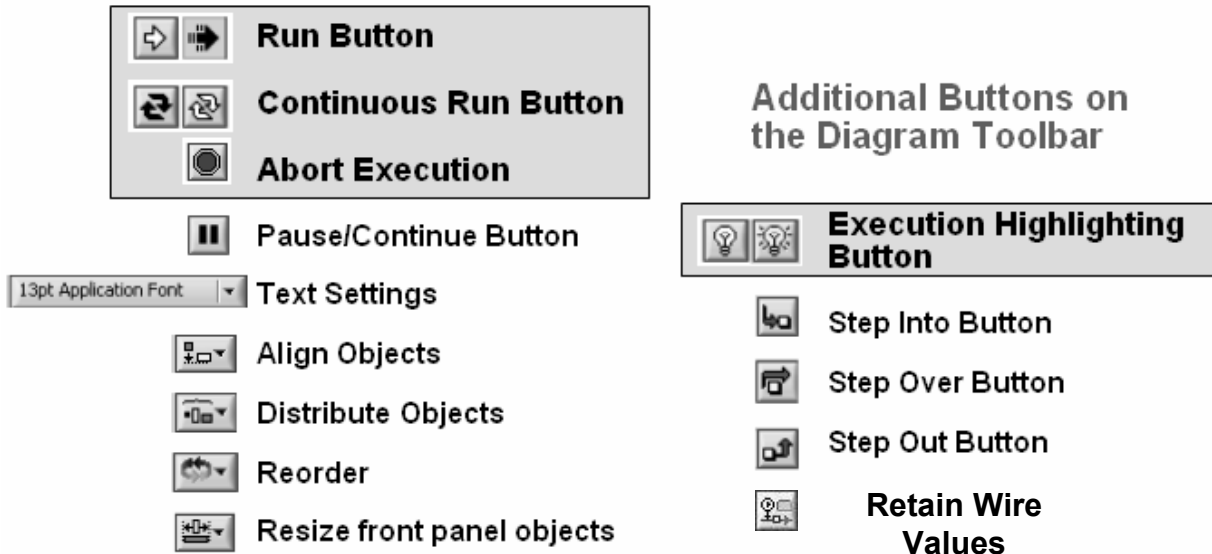 Run Button
Continuous Run Button
Abort Execution
Pause/Continue Button
13pt Application Font
Text Settings
Align Objects
Distribute Objects
Reorder
Resize front panel objects
Additional Buttons on
the Diagram Toolbar
Execution Highlighting
Button
Step Into Button
Step Over Button
Step Out Button
Retain Wire
Values